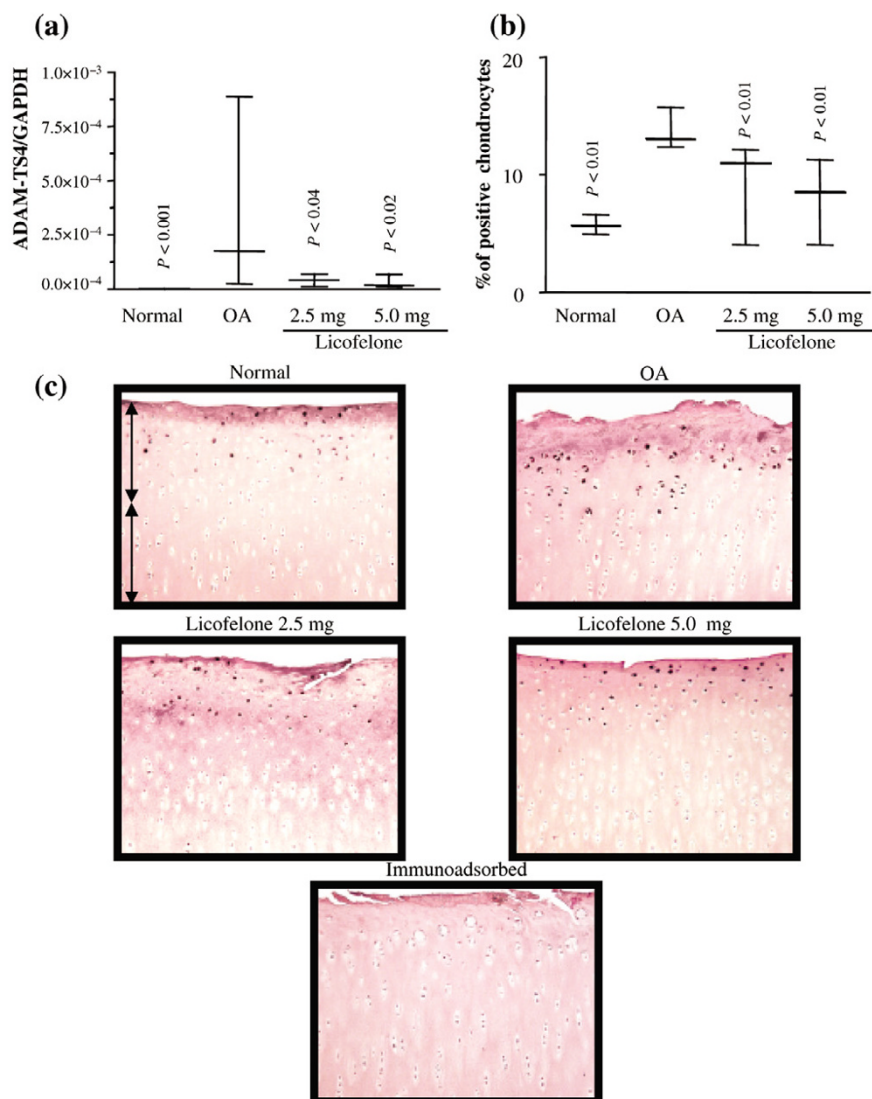 (a)
ADAM-TS4/GAPDH
1.0×10⁻³
7.5×10⁻⁴
5.0×10⁻⁴
2.5×10⁻⁴
0.0×10⁻⁴
P < 0.001
P < 0.04
P < 0.02
Normal OA 2.5 mg 5.0 mg
Licofelone
(b)
%of positive chondrocytes
20
10
0
P < 0.01
P < 0.01
P < 0.01
Normal OA 2.5 mg 5.0 mg
Licofelone
(c)
Normal
OA
Licofelone 2.5 mg
Licofelone 5.0 mg
Immunoadsorbed